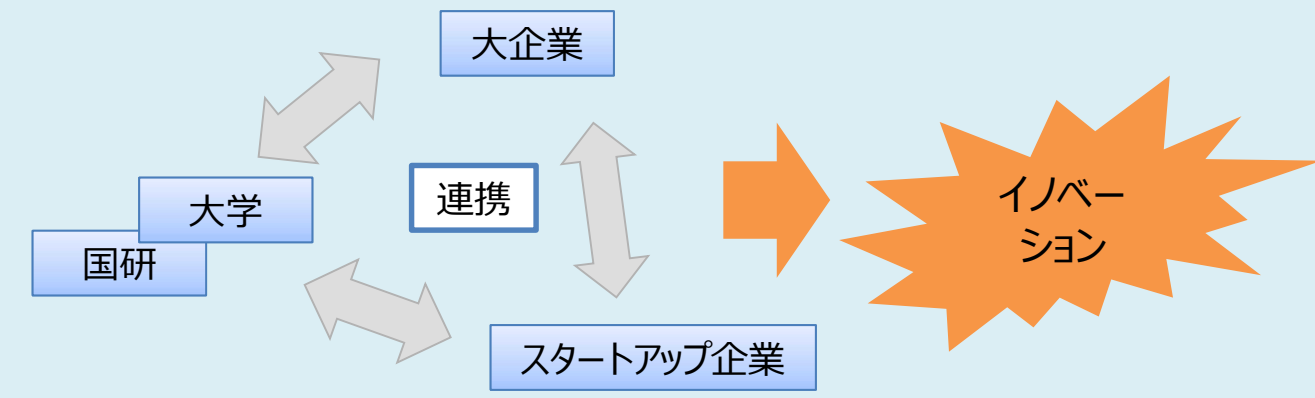 大企業
連携
大学
国研
イノベー
ション
スタートアップ企業